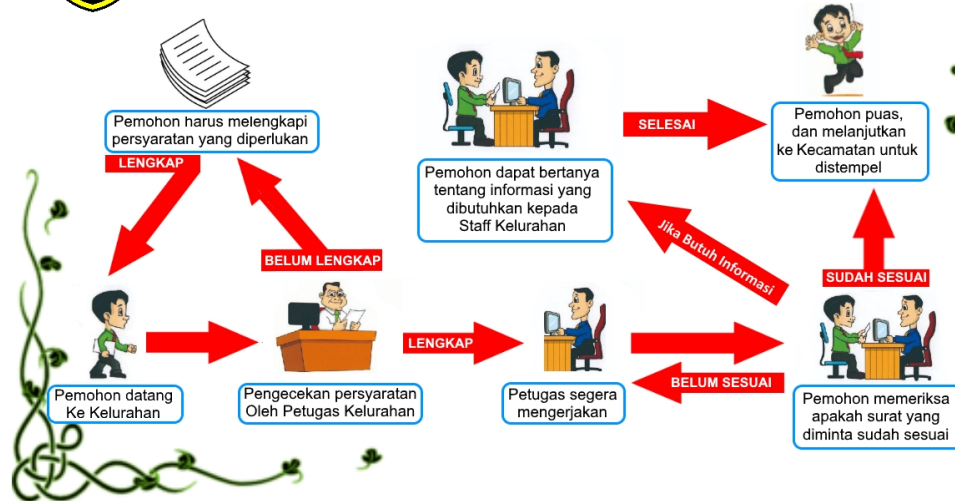 Pemohon harus melengkapi
persyaratan yang diperlukan
LENGKAP
BELUM LENGKAP
Pemohon datang
Ke Kelurahan
Pengecekan persyaratan
Oleh Petugas Kelurahan
LENGKAP
Petugas segera
mengerjakan
BELUM SESUAI
Pemohon memeriksa
apakah surat yang
diminta sudah sesuai
Jika Butuh Informasi
SUDAH SESUAI
Pemohon dapat bertanya
tentang informasi yang
dibutuhkan kepada
Staff Kelurahan
SELESAI
Pemohon puas,
dan melanjutkan
ke Kecamatan untuk
distempel